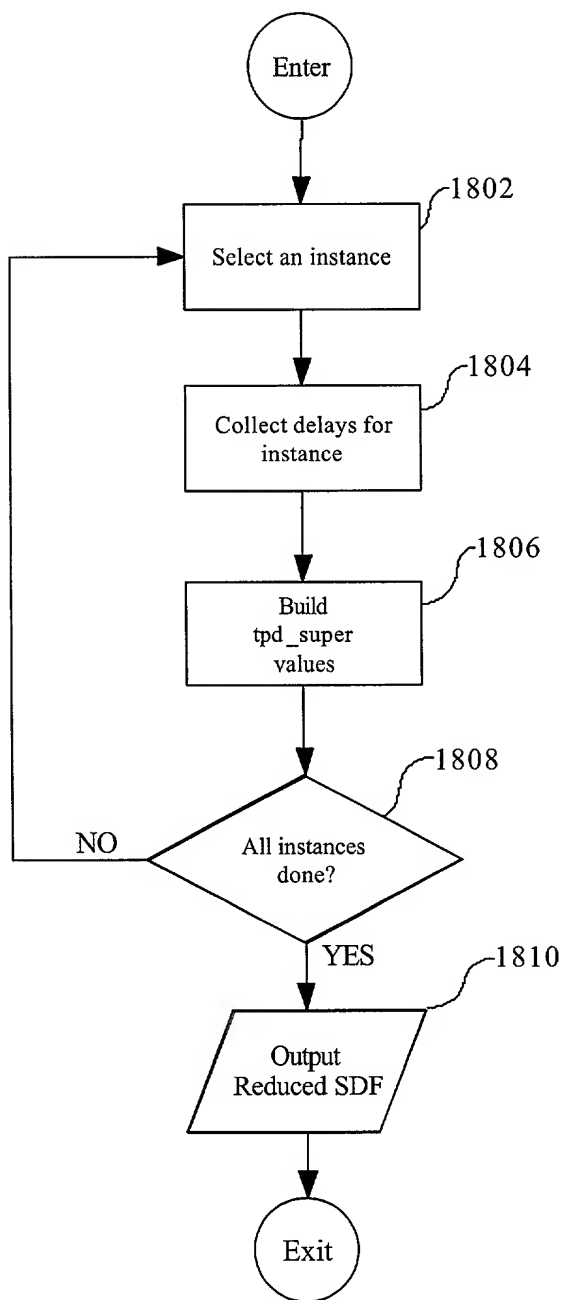 Enter
1802
Select an instance
1804
Collect delays for
instance
1806
Build
tpd_super
values
1808
NO
All instances
done?
YES
1810
Output
Reduced SDF
Exit